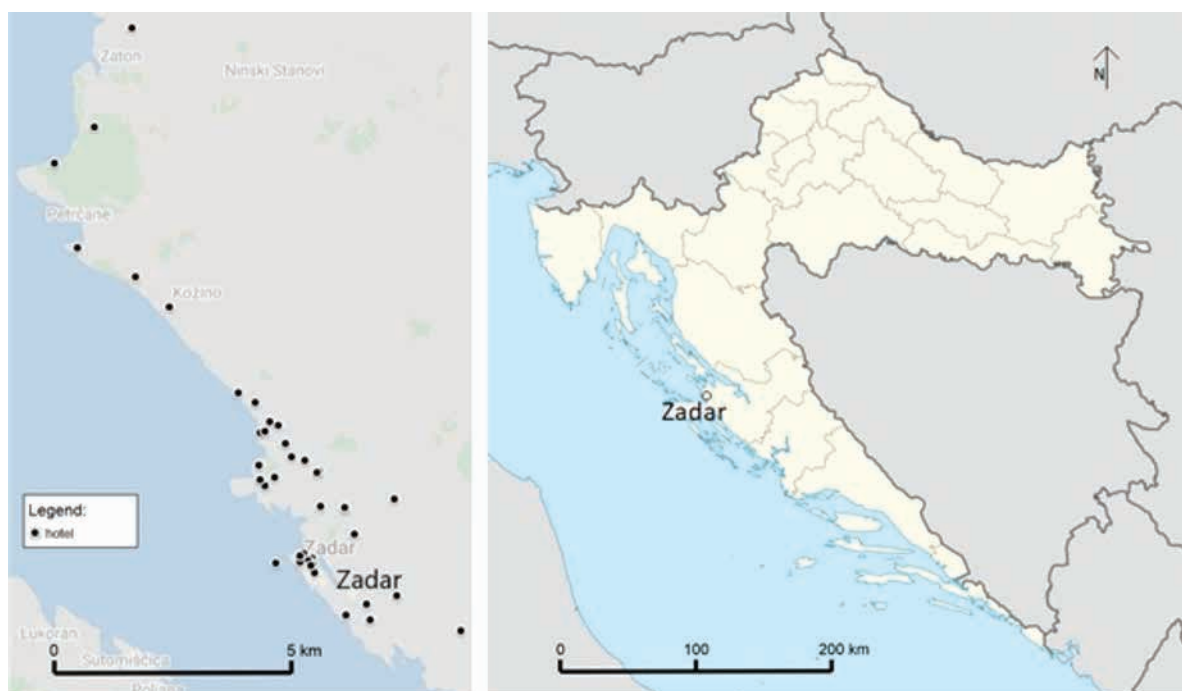 Zaton
Ninski Stanovi
Petrčane
Kožino
Legend:
hotel
Zadar
Zadar
Lukoran
Sutomišćica
Poljana
0 5 km
N
Zadar
0 100 200 km